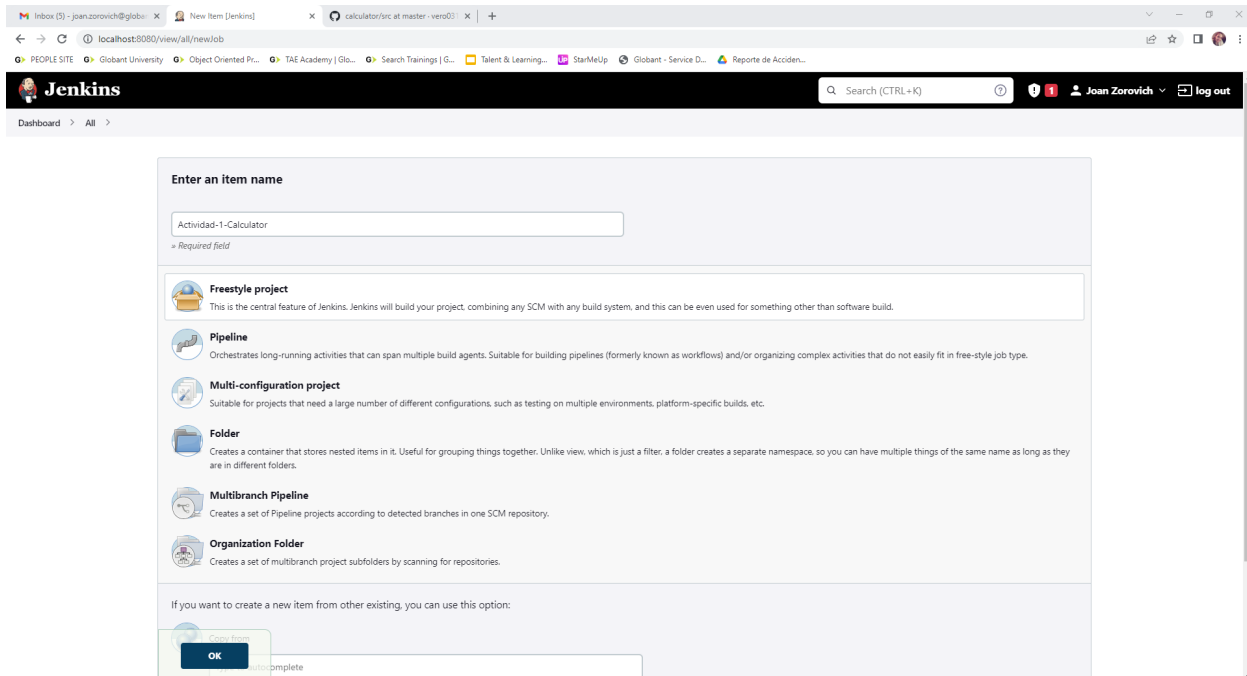 Inbox (5) - joan.zorovich@globa
New Item [Jenkins]
calculator/src at master · vero03
localhost:8080/view/all/newJob
PEOPLE SITE
Globant University
Object Oriented Pr...
TAE Academy | Glo...
Search Trainings | G...
Talent & Learning...
StarMeUp
Globant - Service D...
Reporte de Acciden...
Jenkins
Search (CTRL+K)
1
Joan Zorovich
log out
Dashboard > All >
Enter an item name
Actividad-1-Calculator
» Required field
Freestyle project
This is the central feature of Jenkins. Jenkins will build your project, combining any SCM with any build system, and this can be even used for something other than software build.
Pipeline
Orchestrates long-running activities that can span multiple build agents. Suitable for building pipelines (formerly known as workflows) and/or organizing complex activities that do not easily fit in free-style job type.
Multi-configuration project
Suitable for projects that need a large number of different configurations, such as testing on multiple environments, platform-specific builds, etc.
Folder
Creates a container that stores nested items in it. Useful for grouping things together. Unlike view, which is just a filter, a folder creates a separate namespace, so you can have multiple things of the same name as long as they
are in different folders.
Multibranch Pipeline
Creates a set of Pipeline projects according to detected branches in one SCM repository.
Organization Folder
Creates a set of multibranch project subfolders by scanning for repositories.
If you want to create a new item from other existing, you can use this option:
Copy from
OK
autocomplete